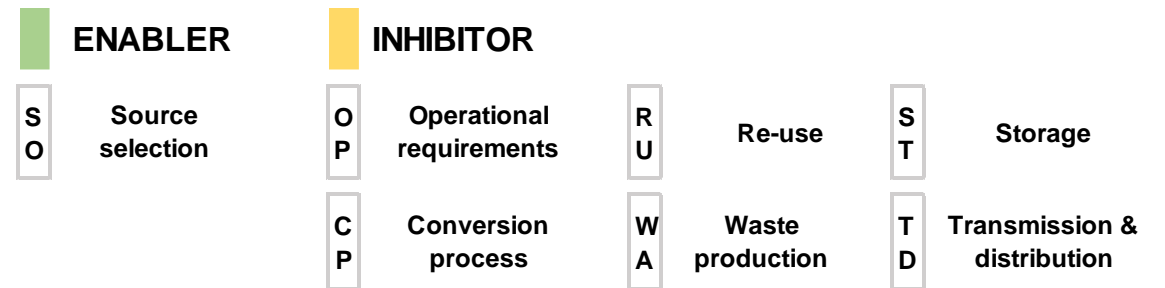 ENABLER
INHIBITOR
S
O
Source
selection
O
P
Operational
requirements
R
U
Re-use
S
T
Storage
C
P
Conversion
process
W
A
Waste
production
T
D
Transmission &
distribution